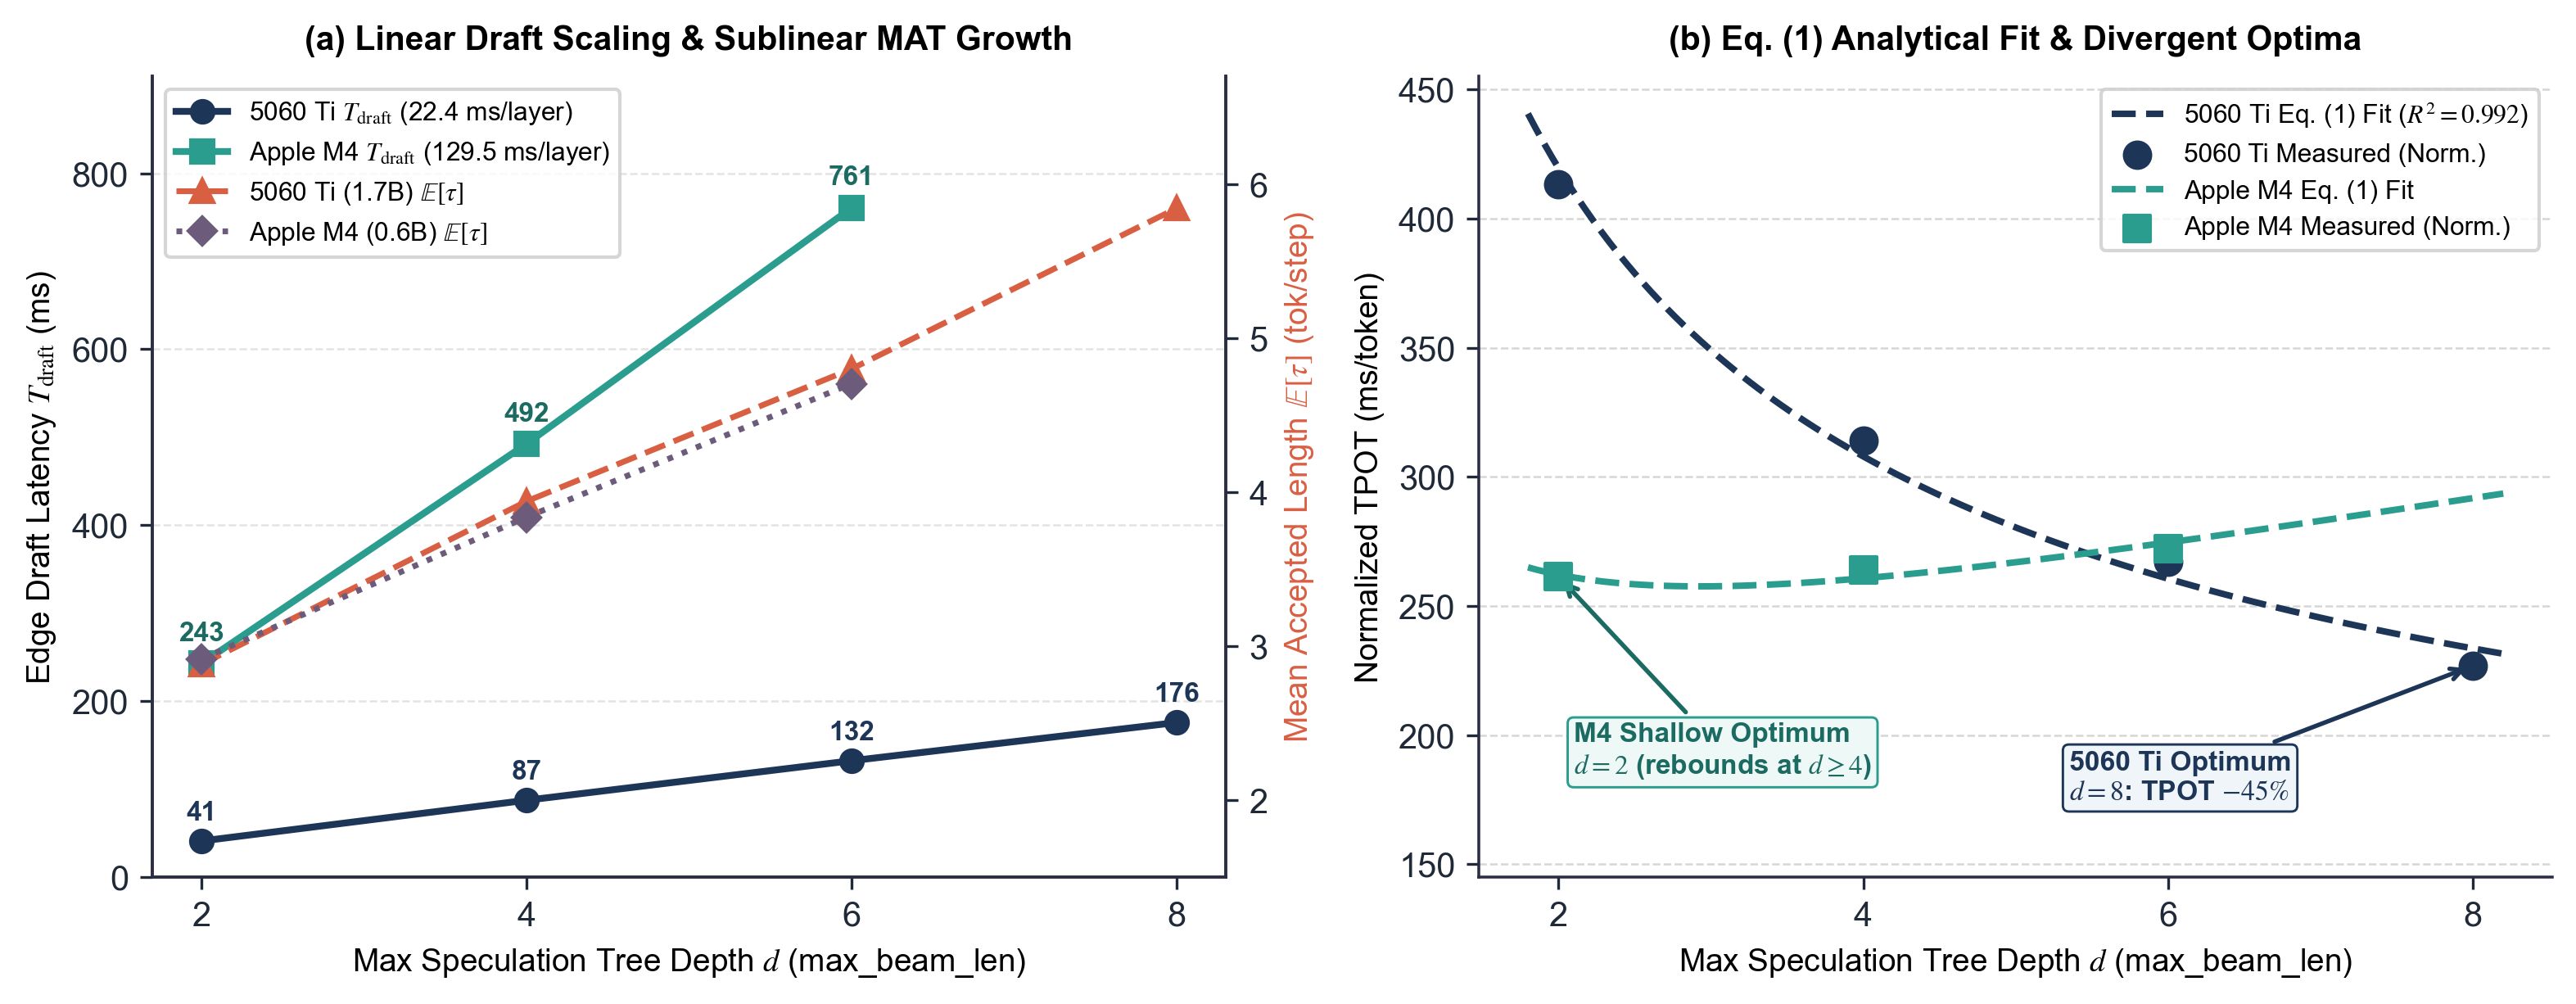 (a) Linear Draft Scaling & Sublinear MAT Growth
5060 Ti T_draft (22.4 ms/layer)
Apple M4 T_draft (129.5 ms/layer)
5060 Ti (1.7B) 𝔼[τ]
Apple M4 (0.6B) 𝔼[τ]
Edge Draft Latency T_draft (ms)
800
600
400
200
0
243
492
761
41
87
132
176
6
5
4
3
2
Mean Accepted Length 𝔼[τ] (tok/step)
2
4
6
8
Max Speculation Tree Depth d (max_beam_len)
(b) Eq. (1) Analytical Fit & Divergent Optima
5060 Ti Eq. (1) Fit (R² = 0.992)
5060 Ti Measured (Norm.)
Apple M4 Eq. (1) Fit
Apple M4 Measured (Norm.)
Normalized TPOT (ms/token)
450
400
350
300
250
200
150
M4 Shallow Optimum
d = 2 (rebounds at d ≥ 4)
5060 Ti Optimum
d = 8: TPOT −45%
2
4
6
8
Max Speculation Tree Depth d (max_beam_len)